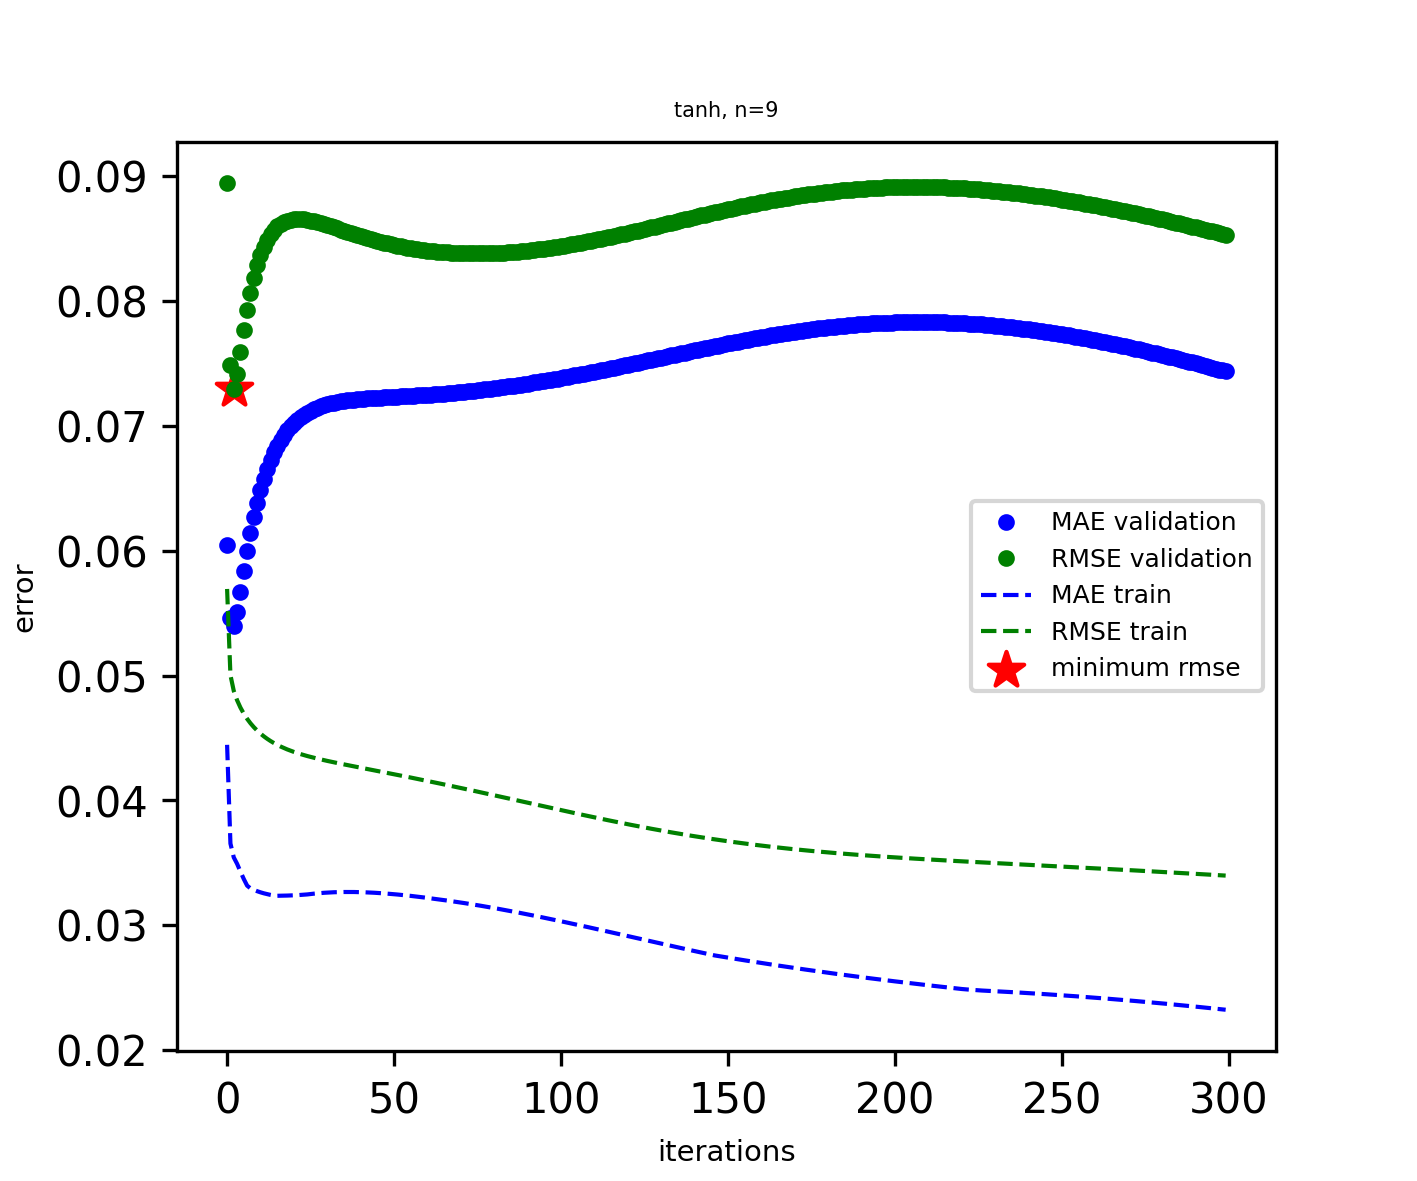 tanh, n=9
0.09
0.08
0.07
0.06
0.05
0.04
0.03
0.02
error
MAE validation
RMSE validation
MAE train
RMSE train
minimum rmse
0 50 100 150 200 250 300
iterations